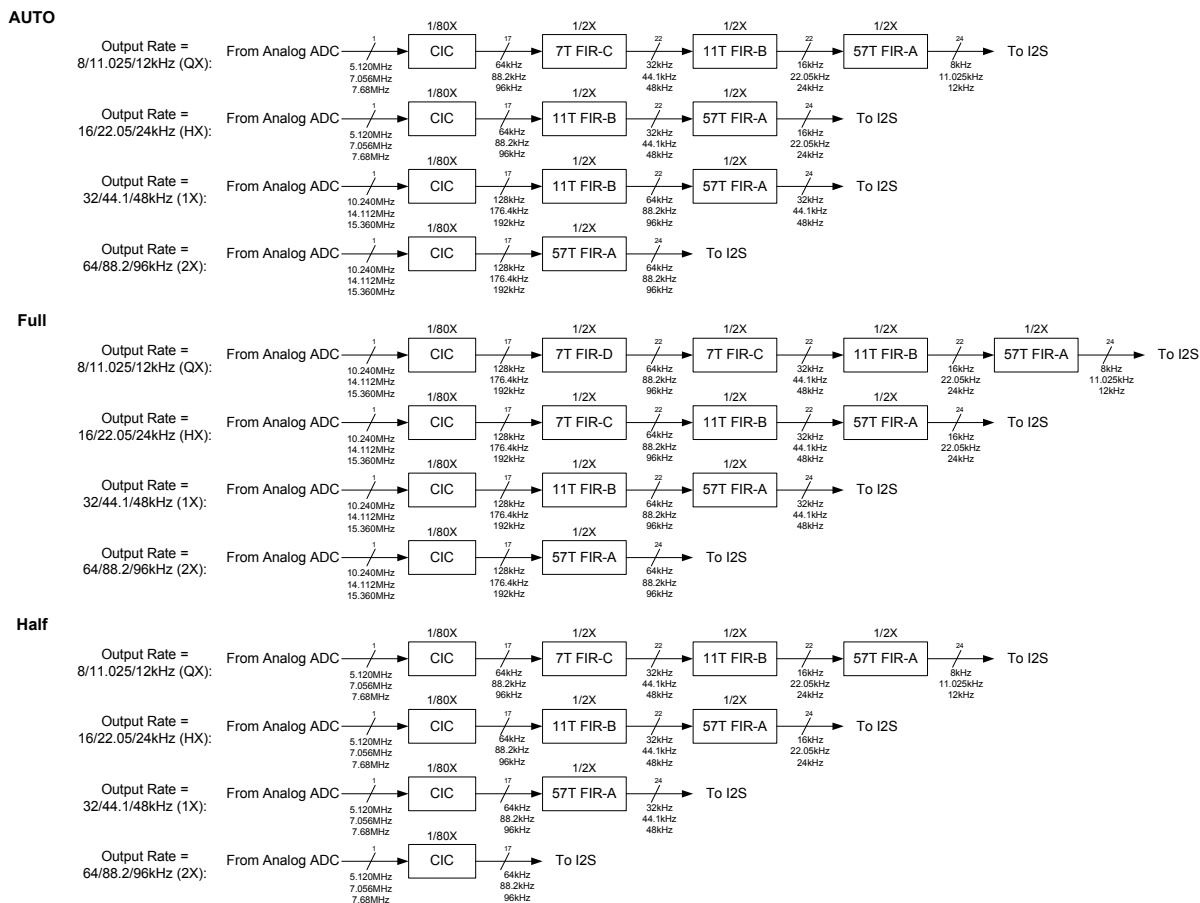 AUTO
1/80X 1/2X 1/2X 1/2X
Output Rate =
8/11.025/12kHz (QX):
From Analog ADC 1 CIC 17 7T FIR-C 22 11T FIR-B 22 57T FIR-A 24 To I2S
5.120MHz 64kHz 32kHz 16kHz 8kHz
7.056MHz 88.2kHz 44.1kHz 22.05kHz 11.025kHz
7.68MHz 96kHz 48kHz 24kHz 12kHz
1/80X 1/2X 1/2X
Output Rate =
16/22.05/24kHz (HX):
From Analog ADC 1 CIC 17 11T FIR-B 22 57T FIR-A 24 To I2S
5.120MHz 64kHz 32kHz 16kHz
7.056MHz 88.2kHz 44.1kHz 22.05kHz
7.68MHz 96kHz 48kHz 24kHz
1/80X 1/2X 1/2X
Output Rate =
32/44.1/48kHz (1X):
From Analog ADC 1 CIC 17 11T FIR-B 22 57T FIR-A 24 To I2S
10.240MHz 128kHz 64kHz 32kHz
14.112MHz 176.4kHz 88.2kHz 44.1kHz
15.360MHz 192kHz 96kHz 48kHz
1/80X 1/2X
Output Rate =
64/88.2/96kHz (2X):
From Analog ADC 1 CIC 17 57T FIR-A 24 To I2S
10.240MHz 128kHz 64kHz
14.112MHz 176.4kHz 88.2kHz
15.360MHz 192kHz 96kHz
Full
1/80X 1/2X 1/2X 1/2X 1/2X
Output Rate =
8/11.025/12kHz (QX):
From Analog ADC 1 CIC 17 7T FIR-D 22 7T FIR-C 22 11T FIR-B 22 57T FIR-A 24 To I2S
10.240MHz 128kHz 64kHz 32kHz 16kHz 8kHz
14.112MHz 176.4kHz 88.2kHz 44.1kHz 22.05kHz 11.025kHz
15.360MHz 192kHz 96kHz 48kHz 24kHz 12kHz
1/80X 1/2X 1/2X 1/2X
Output Rate =
16/22.05/24kHz (HX):
From Analog ADC 1 CIC 17 7T FIR-C 22 11T FIR-B 22 57T FIR-A 24 To I2S
10.240MHz 128kHz 64kHz 32kHz 16kHz
14.112MHz 176.4kHz 88.2kHz 44.1kHz 22.05kHz
15.360MHz 192kHz 96kHz 48kHz 24kHz
1/80X 1/2X 1/2X
Output Rate =
32/44.1/48kHz (1X):
From Analog ADC 1 CIC 17 11T FIR-B 22 57T FIR-A 24 To I2S
10.240MHz 128kHz 64kHz 32kHz
14.112MHz 176.4kHz 88.2kHz 44.1kHz
15.360MHz 192kHz 96kHz 48kHz
1/80X 1/2X
Output Rate =
64/88.2/96kHz (2X):
From Analog ADC 1 CIC 17 57T FIR-A 24 To I2S
10.240MHz 128kHz 64kHz
14.112MHz 176.4kHz 88.2kHz
15.360MHz 192kHz 96kHz
Half
1/80X 1/2X 1/2X 1/2X
Output Rate =
8/11.025/12kHz (QX):
From Analog ADC 1 CIC 17 7T FIR-C 22 11T FIR-B 22 57T FIR-A 24 To I2S
5.120MHz 64kHz 32kHz 16kHz 8kHz
7.056MHz 88.2kHz 44.1kHz 22.05kHz 11.025kHz
7.68MHz 96kHz 48kHz 24kHz 12kHz
1/80X 1/2X 1/2X
Output Rate =
16/22.05/24kHz (HX):
From Analog ADC 1 CIC 17 11T FIR-B 22 57T FIR-A 24 To I2S
5.120MHz 64kHz 32kHz 16kHz
7.056MHz 88.2kHz 44.1kHz 22.05kHz
7.68MHz 96kHz 48kHz 24kHz
1/80X 1/2X
Output Rate =
32/44.1/48kHz (1X):
From Analog ADC 1 CIC 17 57T FIR-A 24 To I2S
5.120MHz 64kHz 32kHz
7.056MHz 88.2kHz 44.1kHz
7.68MHz 96kHz 48kHz
1/80X
Output Rate =
64/88.2/96kHz (2X):
From Analog ADC 1 CIC 17 To I2S
5.120MHz 64kHz
7.056MHz 88.2kHz
7.68MHz 96kHz